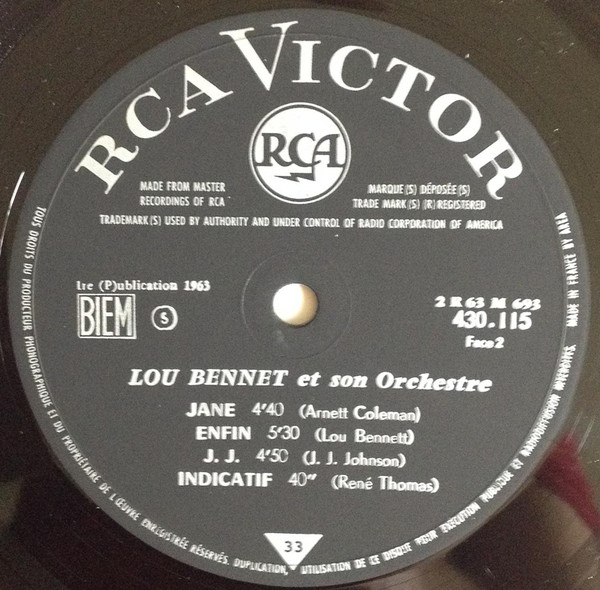 RCA VICTOR
RCA
MADE FROM MASTER
RECORDINGS OF RCA
MARQUE(S) DÉPOSÉE(S)
TRADE MARK(S) (R) REGISTERED
TRADEMARK(S) USED BY AUTHORITY AND UNDER CONTROL OF RADIO CORPORATION OF AMERICA
1re (P)ublication 1963
BIEM
S
2 R 63 M 693
430.115
Face 2
LOU BENNET et son Orchestre
JANE 4'40 (Arnett Coleman)
ENFIN 5'30 (Lou Bennett)
J. J. 4'50 (J. J. Johnson)
INDICATIF 40" (René Thomas)
33
TOUS DROITS DU PRODUCTEUR PHONOGRAPHIQUE ET DU PROPRIÉTAIRE DE L'ŒUVRE ENREGISTRÉE RÉSERVÉS. DUPLICATION, UTILISATION DE CE DISQUE POUR EXÉCUTION PUBLIQUE ET RADIODIFFUSION INTERDITES.
MADE IN FRANCE BY AREA